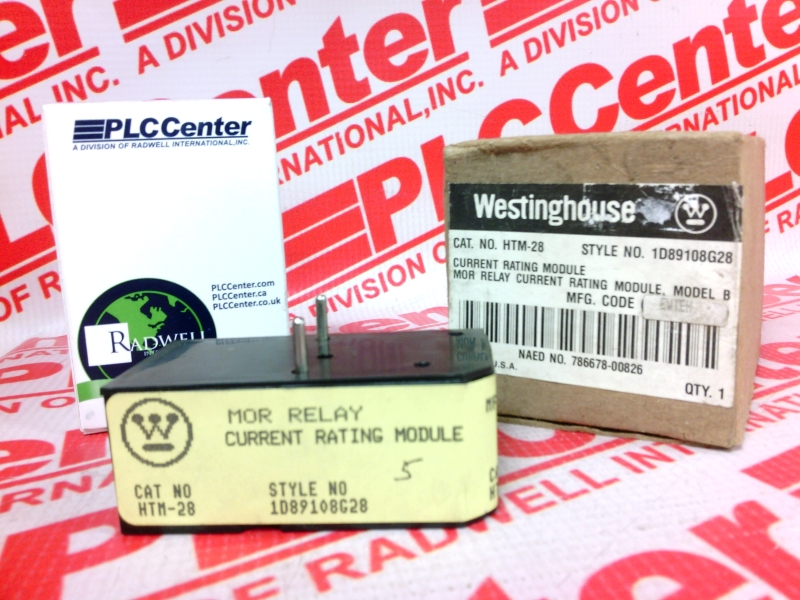 PLCCenter
A DIVISION OF RADWELL INTERNATIONAL, INC.
PLCCenter.com
PLCCenter.ca
PLCCenter.co.uk
RADWELL
Westinghouse
W
CAT. NO. HTM-28 STYLE NO. 1D89108G28
CURRENT RATING MODULE
MOR RELAY CURRENT RATING MODULE, MODEL B
MFG. CODE
NAED NO. 786678-00826
U.S.A.
QTY. 1
W
MOR RELAY
CURRENT RATING MODULE
5
CAT NO STYLE NO
HTM-28 1D89108G28